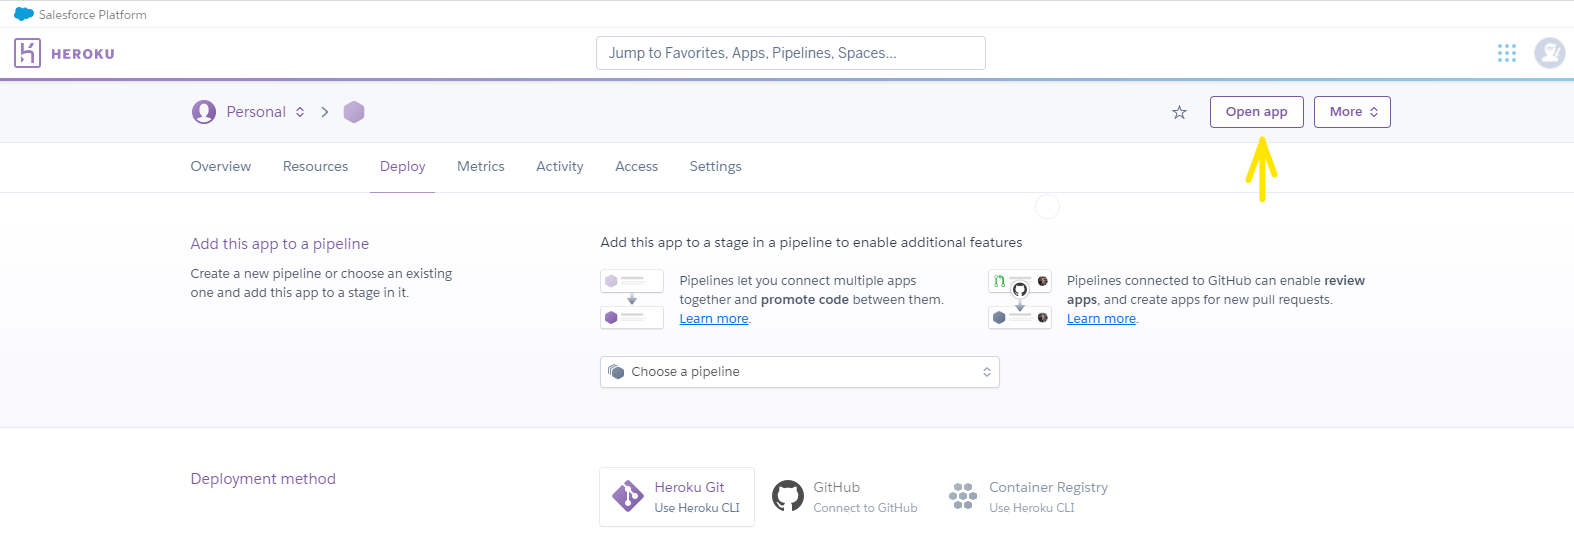 Salesforce Platform
HEROKU
Jump to Favorites, Apps, Pipelines, Spaces...
Personal
Open app
More
Overview Resources Deploy Metrics Activity Access Settings
Add this app to a pipeline
Create a new pipeline or choose an existing
one and add this app to a stage in it.
Add this app to a stage in a pipeline to enable additional features
Pipelines let you connect multiple apps
together and promote code between them.
Learn more.
Pipelines connected to GitHub can enable review
apps, and create apps for new pull requests.
Learn more.
Choose a pipeline
Deployment method
Heroku Git
Use Heroku CLI
GitHub
Connect to GitHub
Container Registry
Use Heroku CLI